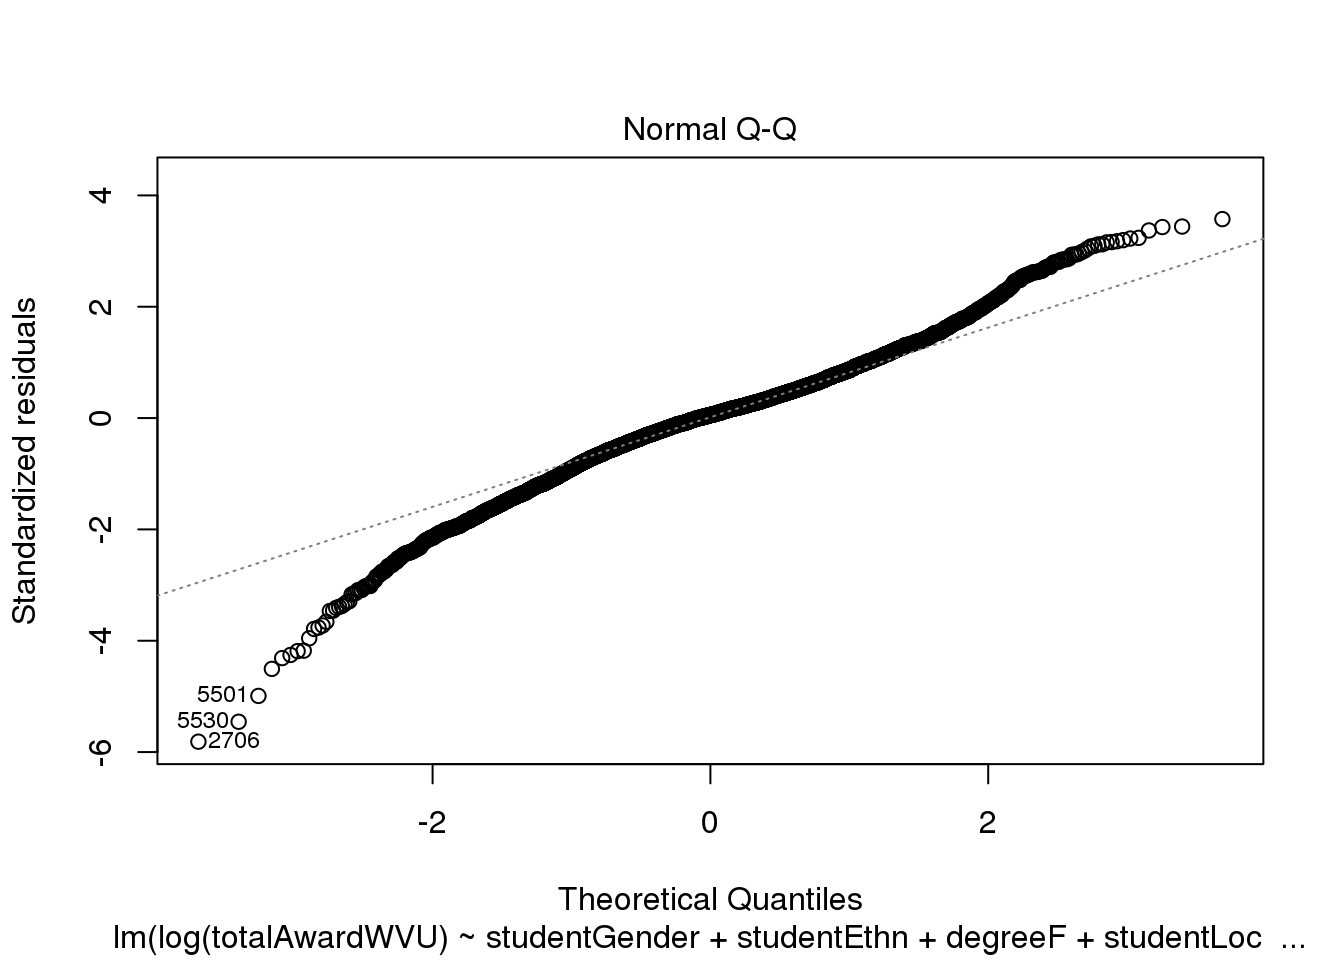 Normal Q-Q
Standardized residuals
4
2
0
-2
-4
-6
5501
5530
2706
-2 0 2
Theoretical Quantiles
lm(log(totalAwardWVU) ~ studentGender + studentEthn + degreeF + studentLoc ...